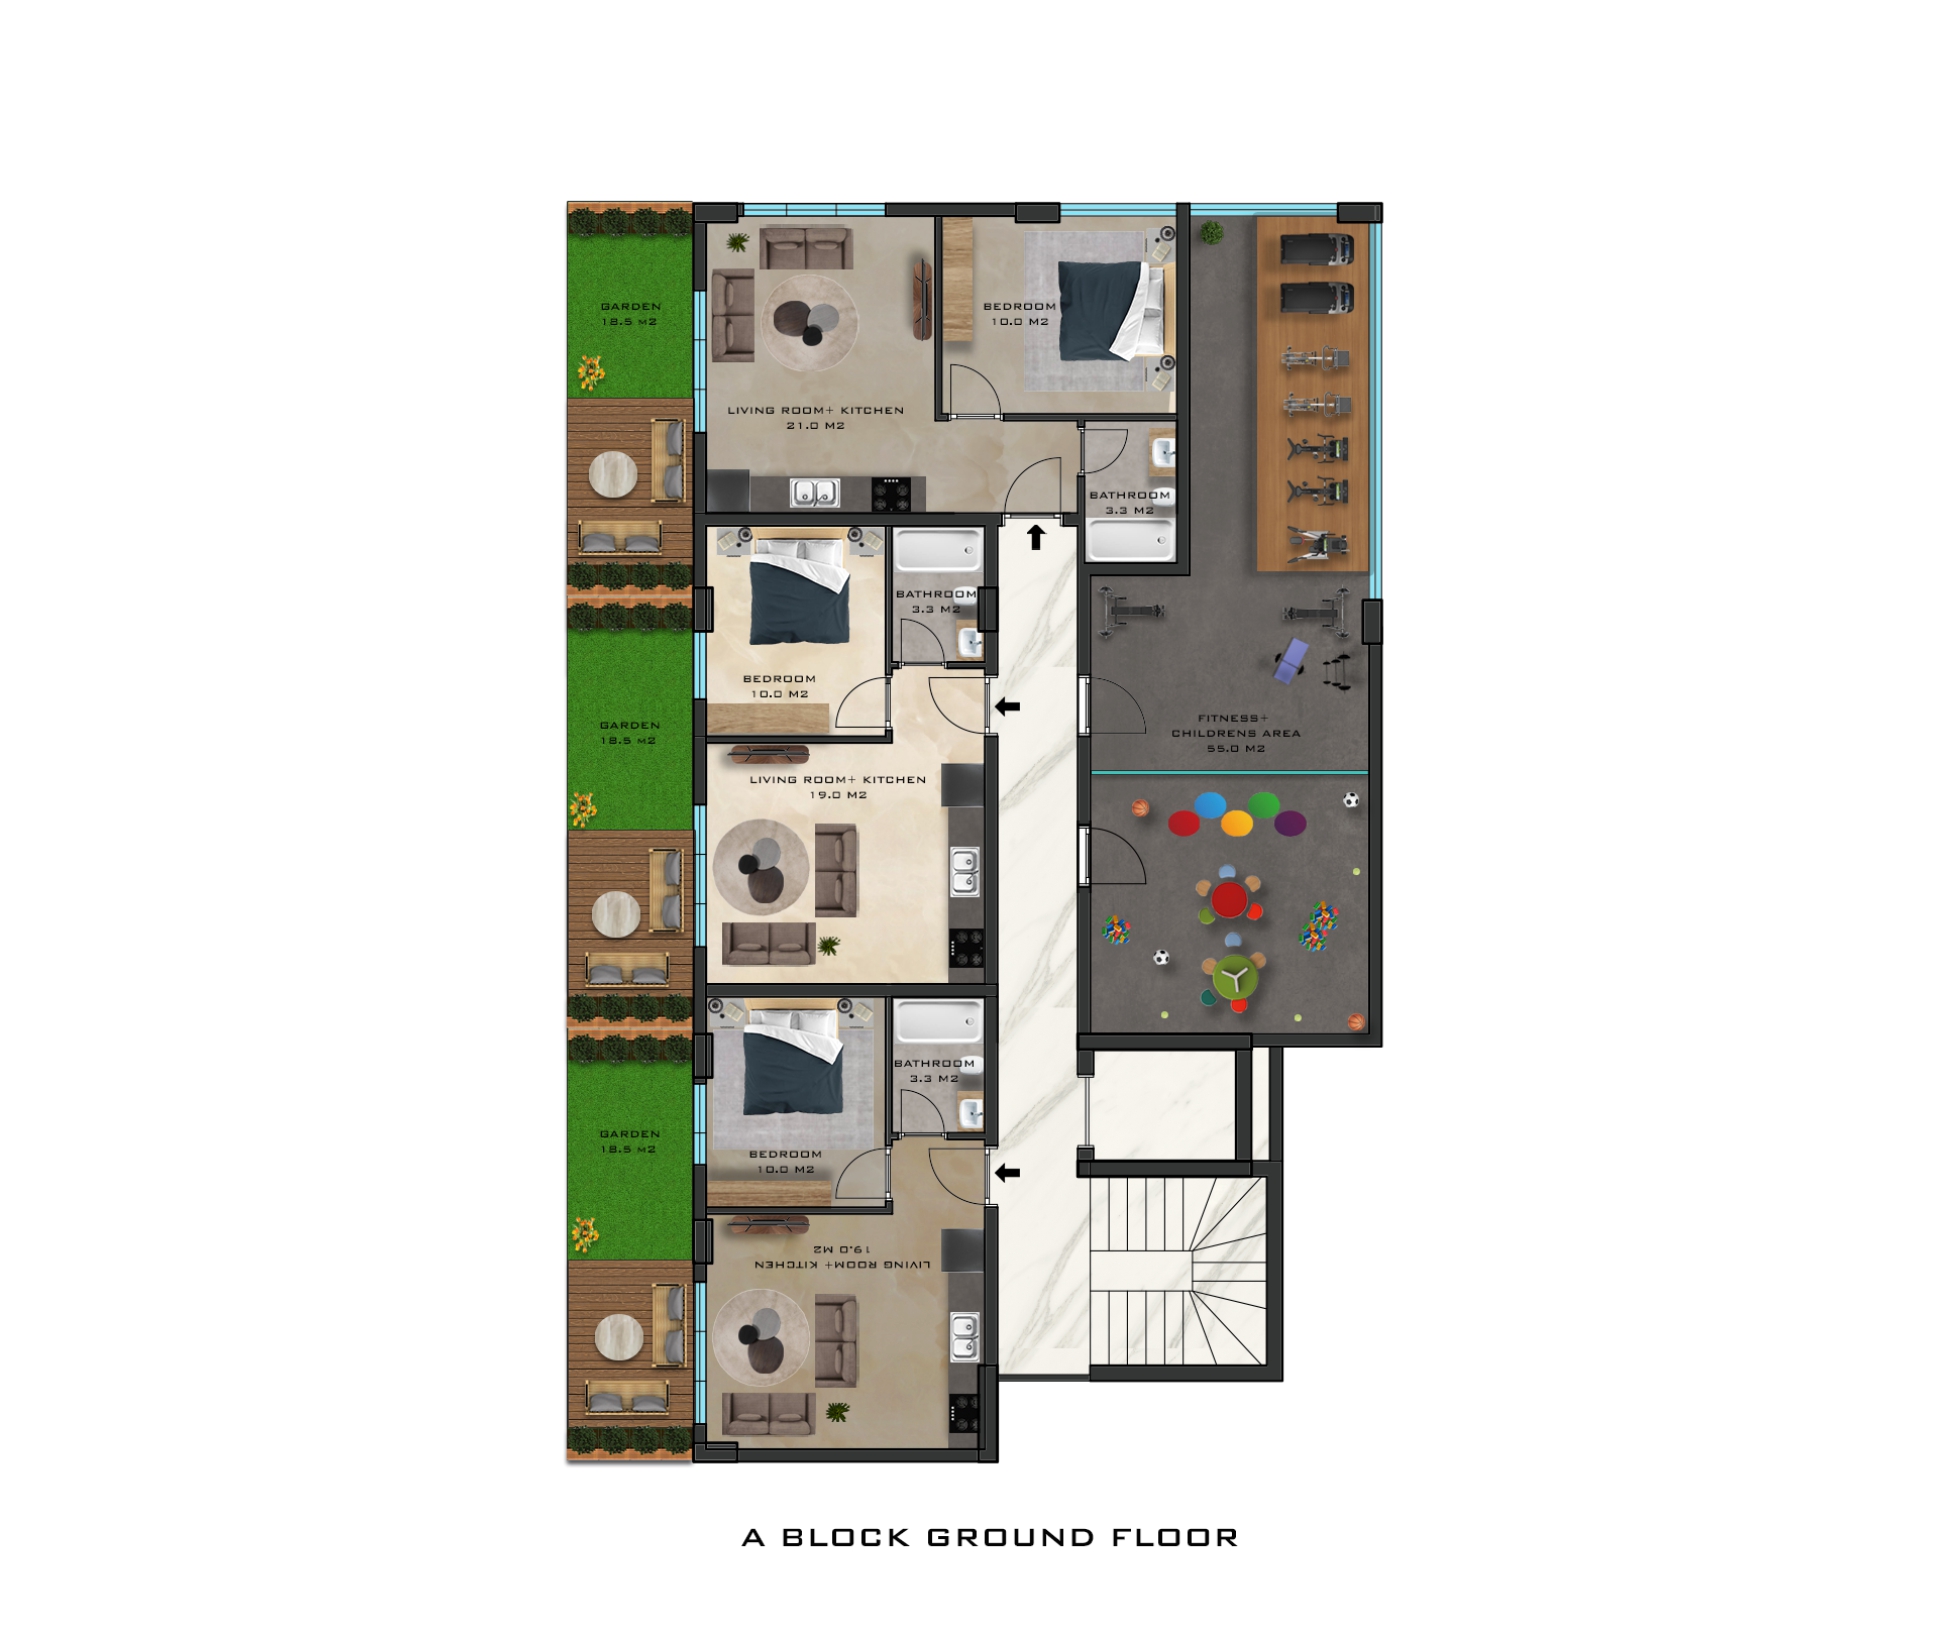 GARDEN
18.5 M2
BEDROOM
10.0 M2
LIVING ROOM+ KITCHEN
21.0 M2
BATHROOM
3.3 M2
BATHROOM
3.3 M2
BEDROOM
10.0 M2
GARDEN
18.5 M2
FITNESS+
CHILDRENS AREA
55.0 M2
LIVING ROOM+ KITCHEN
19.0 M2
BATHROOM
3.3 M2
GARDEN
18.5 M2
BEDROOM
10.0 M2
LIVING ROOM+ KITCHEN
19.0 M2
A BLOCK GROUND FLOOR